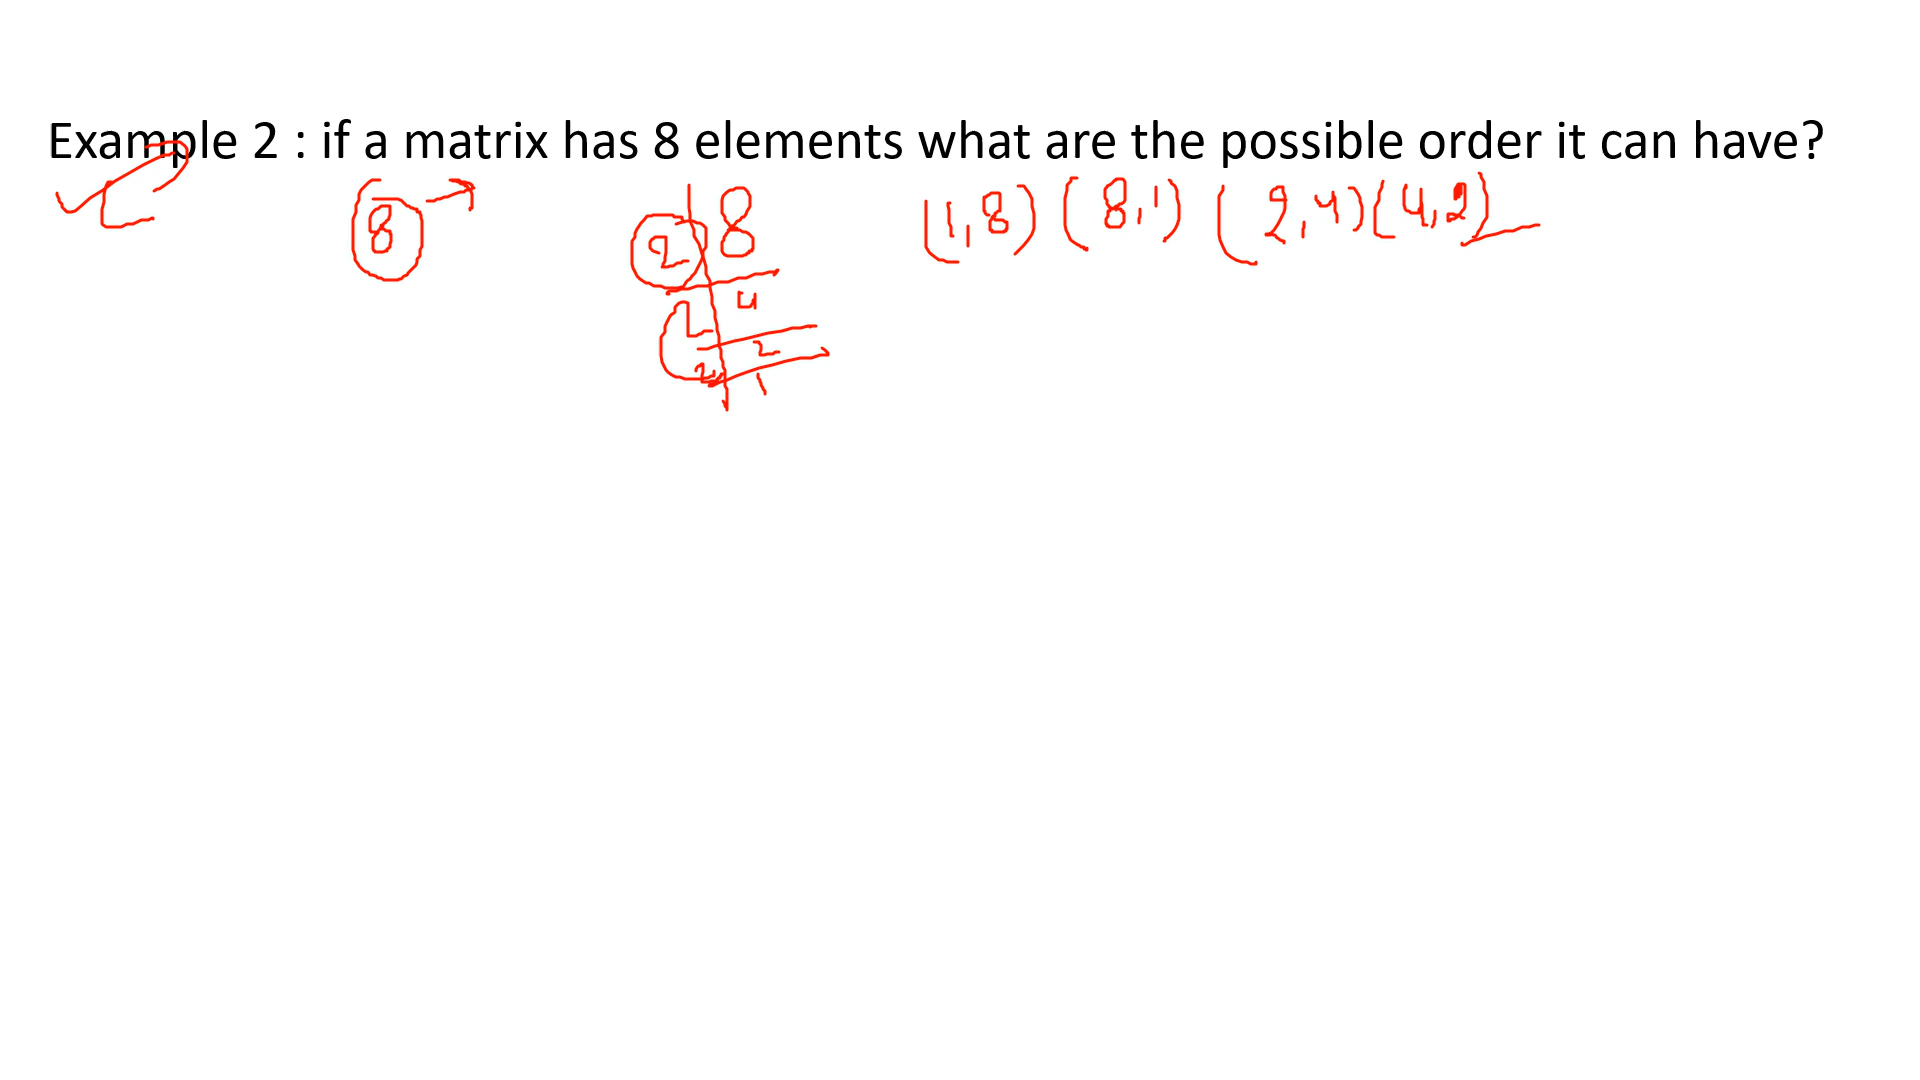 Example 2 : if a matrix has 8 elements what are the possible order it can have?
8 2 8 (1,8) (8,1) (2,4) (4,2)
4
2 2
2 1